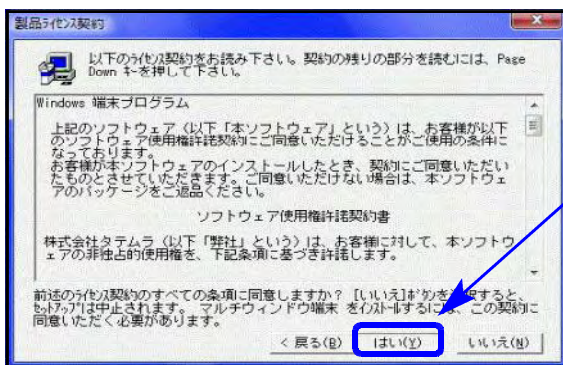 製品ﾗｲｾﾝｽ契約
以下のﾗｲｾﾝｽ契約をお読み下さい。契約の残りの部分を読むには、Page
Down ｷｰを押して下さい。
Windows 端末プログラム
上記のソフトウェア（以下「本ソフトウェア」という）は、お客様が以下
のソフトウェア使用権許諾契約にご同意いただけることがご使用の条件に
なっております。
お客様が本ソフトウェアのインストールしたとき、契約にご同意いただい
たものとさせていただきます。ご同意いただけない場合は、本ソフトウェ
アのパッケージをご返品ください。
ソフトウェア使用権許諾契約書
株式会社タテムラ（以下「弊社」という）は、お客様に対して、本ソフトウ
ェアの非独占的使用権を、下記条項に基づき許諾します。
前述のﾗｲｾﾝｽ契約のすべての条項に同意しますか？ [いいえ]ﾎﾞﾀﾝを 択すると、
ｾｯﾄｱｯﾌﾟは中止されます。 マルチウィンドウ端末 をｲﾝｽﾄｰﾙするには、この契約に
同意いただく必要があります。
< 戻る(B)
はい(Y)
いいえ(N)